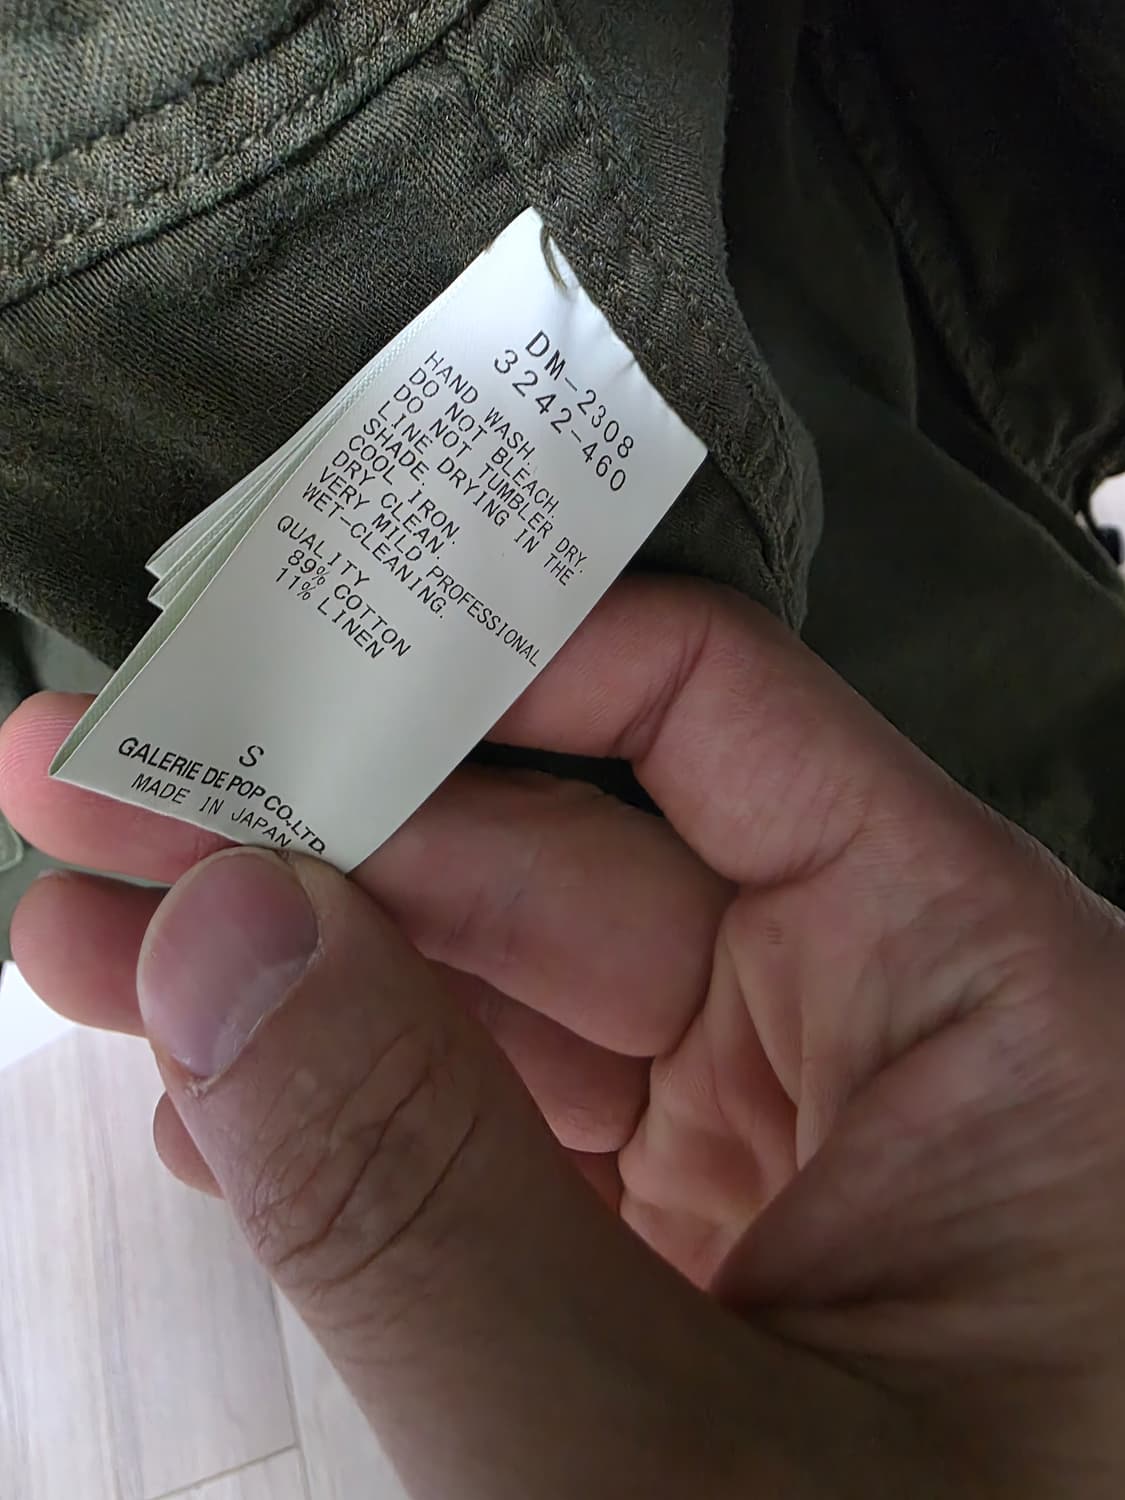 DM-2308
3242-460
HAND WASH.
DO NOT BLEACH.
DO NOT TUMBLER DRY.
LINE DRYING IN THE
SHADE.
COOL IRON.
DRY CLEAN.
VERY MILD PROFESSIONAL
WET-CLEANING.
QUALITY
89% COTTON
11% LINEN
S
GALERIE DE POP CO.,LTD.
MADE IN JAPAN